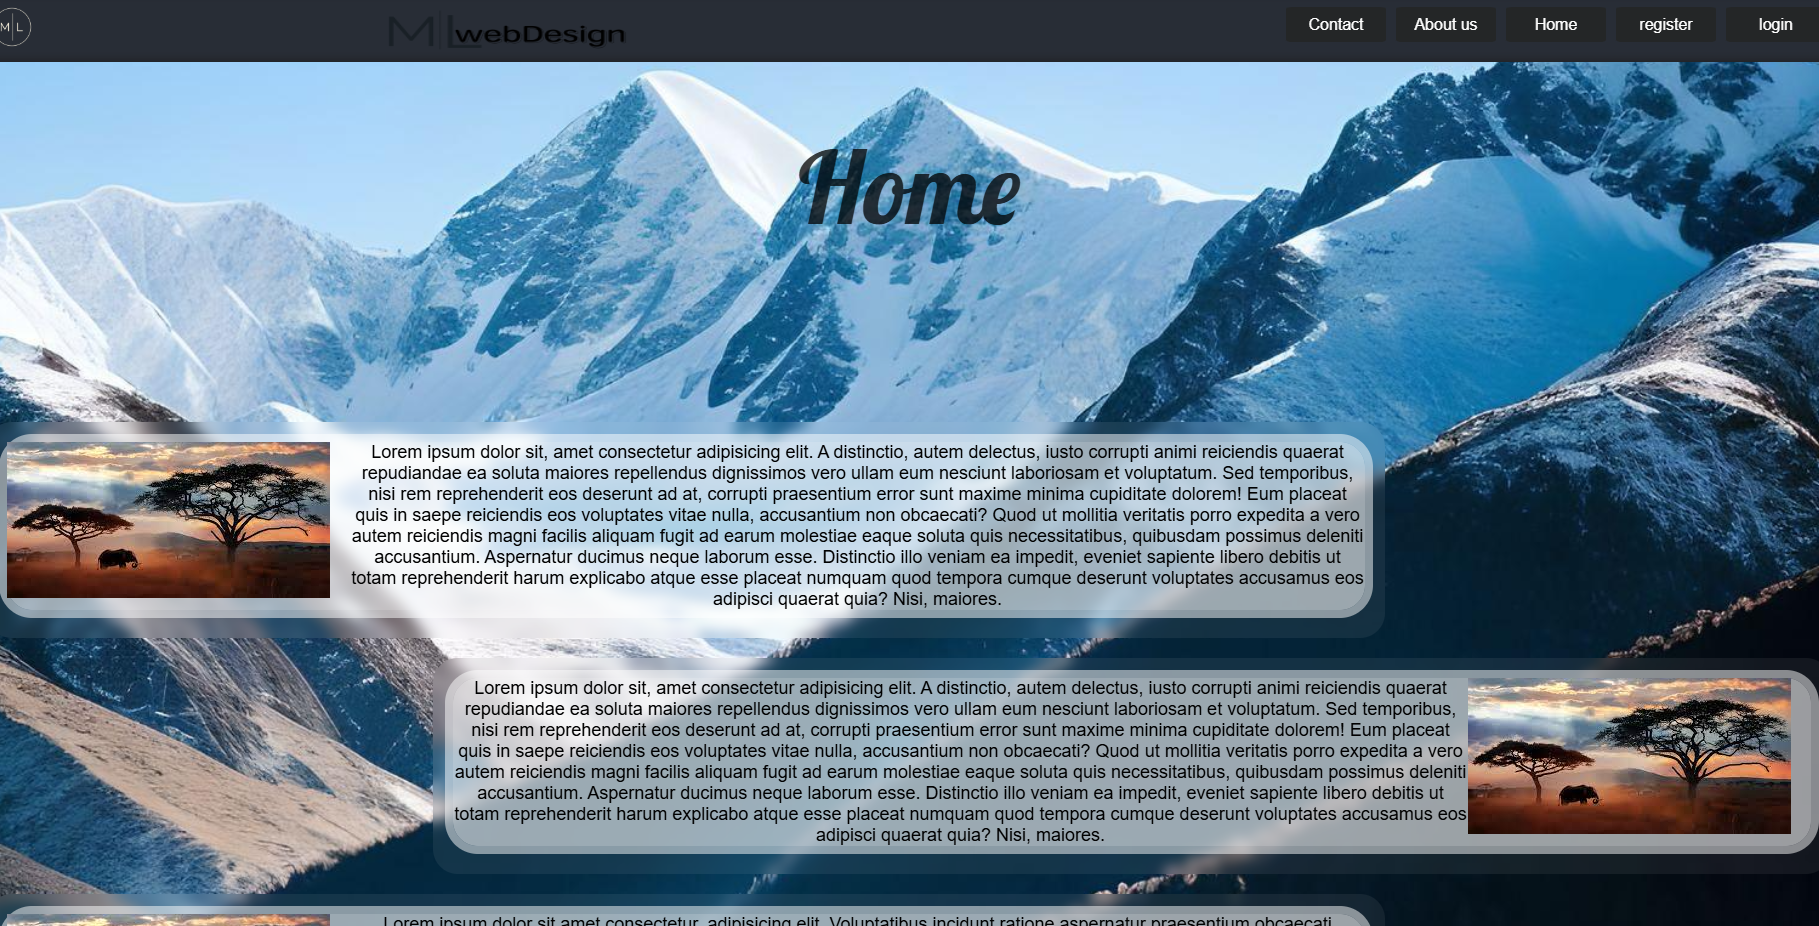 M|L
M|LwebDesign
Contact About us Home register login
Home
Lorem ipsum dolor sit, amet consectetur adipisicing elit. A distinctio, autem delectus, iusto corrupti animi reiciendis quaerat
repudiandae ea soluta maiores repellendus dignissimos vero ullam eum nesciunt laboriosam et voluptatum. Sed temporibus,
nisi rem reprehenderit eos deserunt ad at, corrupti praesentium error sunt maxime minima cupiditate dolorem! Eum placeat
quis in saepe reiciendis eos voluptates vitae nulla, accusantium non obcaecati? Quod ut mollitia veritatis porro expedita a vero
autem reiciendis magni facilis aliquam fugit ad earum molestiae eaque soluta quis necessitatibus, quibusdam possimus deleniti
accusantium. Aspernatur ducimus neque laborum esse. Distinctio illo veniam ea impedit, eveniet sapiente libero debitis ut
totam reprehenderit harum explicabo atque esse placeat numquam quod tempora cumque deserunt voluptates accusamus eos
adipisci quaerat quia? Nisi, maiores.
Lorem ipsum dolor sit, amet consectetur adipisicing elit. A distinctio, autem delectus, iusto corrupti animi reiciendis quaerat
repudiandae ea soluta maiores repellendus dignissimos vero ullam eum nesciunt laboriosam et voluptatum. Sed temporibus,
nisi rem reprehenderit eos deserunt ad at, corrupti praesentium error sunt maxime minima cupiditate dolorem! Eum placeat
quis in saepe reiciendis eos voluptates vitae nulla, accusantium non obcaecati? Quod ut mollitia veritatis porro expedita a vero
autem reiciendis magni facilis aliquam fugit ad earum molestiae eaque soluta quis necessitatibus, quibusdam possimus deleniti
accusantium. Aspernatur ducimus neque laborum esse. Distinctio illo veniam ea impedit, eveniet sapiente libero debitis ut
totam reprehenderit harum explicabo atque esse placeat numquam quod tempora cumque deserunt voluptates accusamus eos
adipisci quaerat quia? Nisi, maiores.
Lorem ipsum dolor sit amet consectetur, adipisicing elit. Voluptatibus incidunt ratione aspernatur praesentium obcaecati